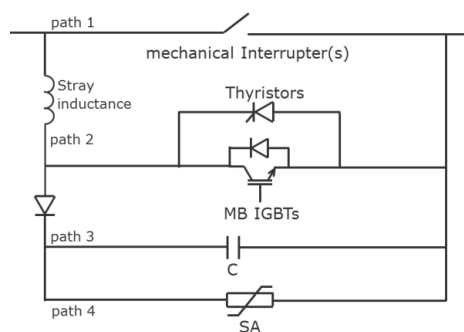 path 1
mechanical Interrupter(s)
Stray
inductance
Thyristors
path 2
MB IGBTs
path 3
C
path 4
SA